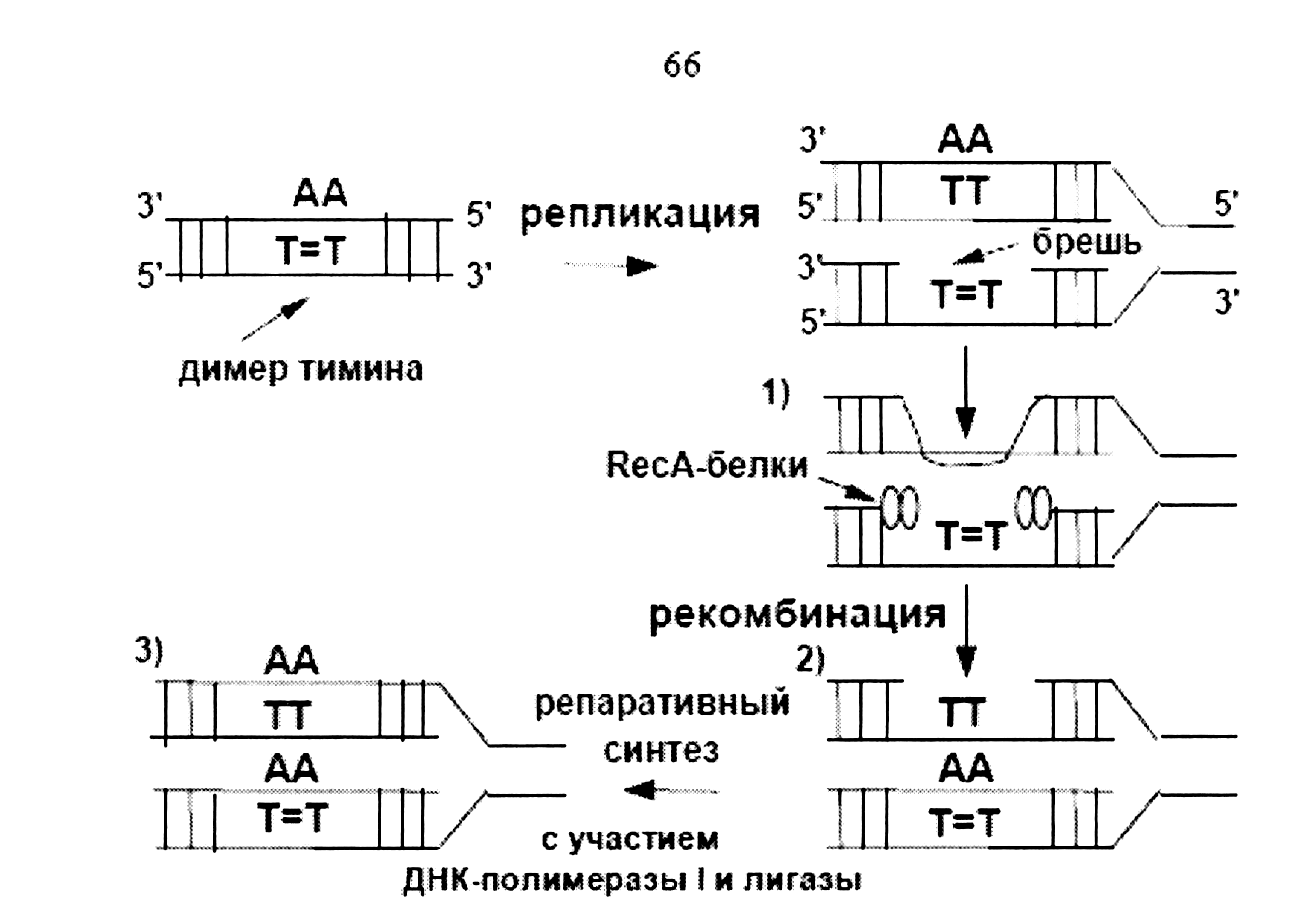 66
3' AA 5'
T=T
5' 3'
димер тимина
репликация
3' AA
5' TT 5'
брешь
3' T=T
5' 3'
1)
RecA-белки
T=T
рекомбинация
2)
TT
AA
T=T
репаративный
синтез
с участием
ДНК-полимеразы I и лигазы
3)
AA
TT
AA
T=T